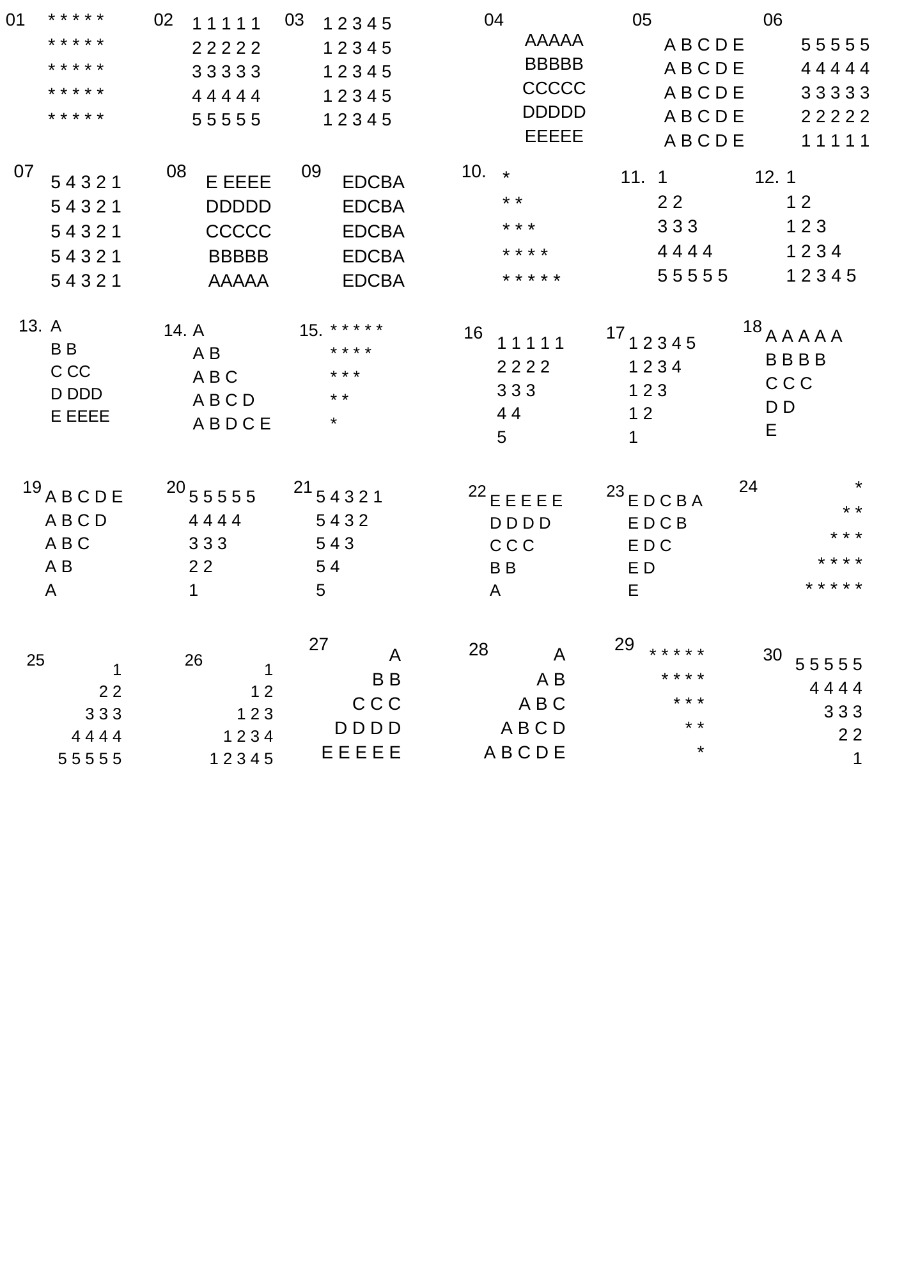 01
* * * * *
* * * * *
* * * * *
* * * * *
* * * * *
02
1 1 1 1 1
2 2 2 2 2
3 3 3 3 3
4 4 4 4 4
5 5 5 5 5
03
1 2 3 4 5
1 2 3 4 5
1 2 3 4 5
1 2 3 4 5
1 2 3 4 5
04
AAAAA
BBBBB
CCCCC
DDDDD
EEEEE
05
A B C D E
A B C D E
A B C D E
A B C D E
A B C D E
06
5 5 5 5 5
4 4 4 4 4
3 3 3 3 3
2 2 2 2 2
1 1 1 1 1
07
5 4 3 2 1
5 4 3 2 1
5 4 3 2 1
5 4 3 2 1
5 4 3 2 1
08
E EEEE
DDDDD
CCCCC
BBBBB
AAAAA
09
EDCBA
EDCBA
EDCBA
EDCBA
EDCBA
10.
*
* *
* * *
* * * *
* * * * *
11. 1
2 2
3 3 3
4 4 4 4
5 5 5 5 5
12. 1
1 2
1 2 3
1 2 3 4
1 2 3 4 5
13. A
B B
C CC
D DDD
E EEEE
14. A
A B
A B C
A B C D
A B D C E
15. * * * * *
* * * *
* * *
* *
*
16
1 1 1 1 1
2 2 2 2
3 3 3
4 4
5
17
1 2 3 4 5
1 2 3 4
1 2 3
1 2
1
18
A A A A A
B B B B
C C C
D D
E
19
A B C D E
A B C D
A B C
A B
A
20
5 5 5 5 5
4 4 4 4
3 3 3
2 2
1
21
5 4 3 2 1
5 4 3 2
5 4 3
5 4
5
22
E E E E E
D D D D
C C C
B B
A
23
E D C B A
E D C B
E D C
E D
E
24
*
* *
* * *
* * * *
* * * * *
25
1
2 2
3 3 3
4 4 4 4
5 5 5 5 5
26
1
1 2
1 2 3
1 2 3 4
1 2 3 4 5
27
A
B B
C C C
D D D D
E E E E E
28
A
A B
A B C
A B C D
A B C D E
29
* * * * *
* * * *
* * *
* *
*
30
5 5 5 5 5
4 4 4 4
3 3 3
2 2
1